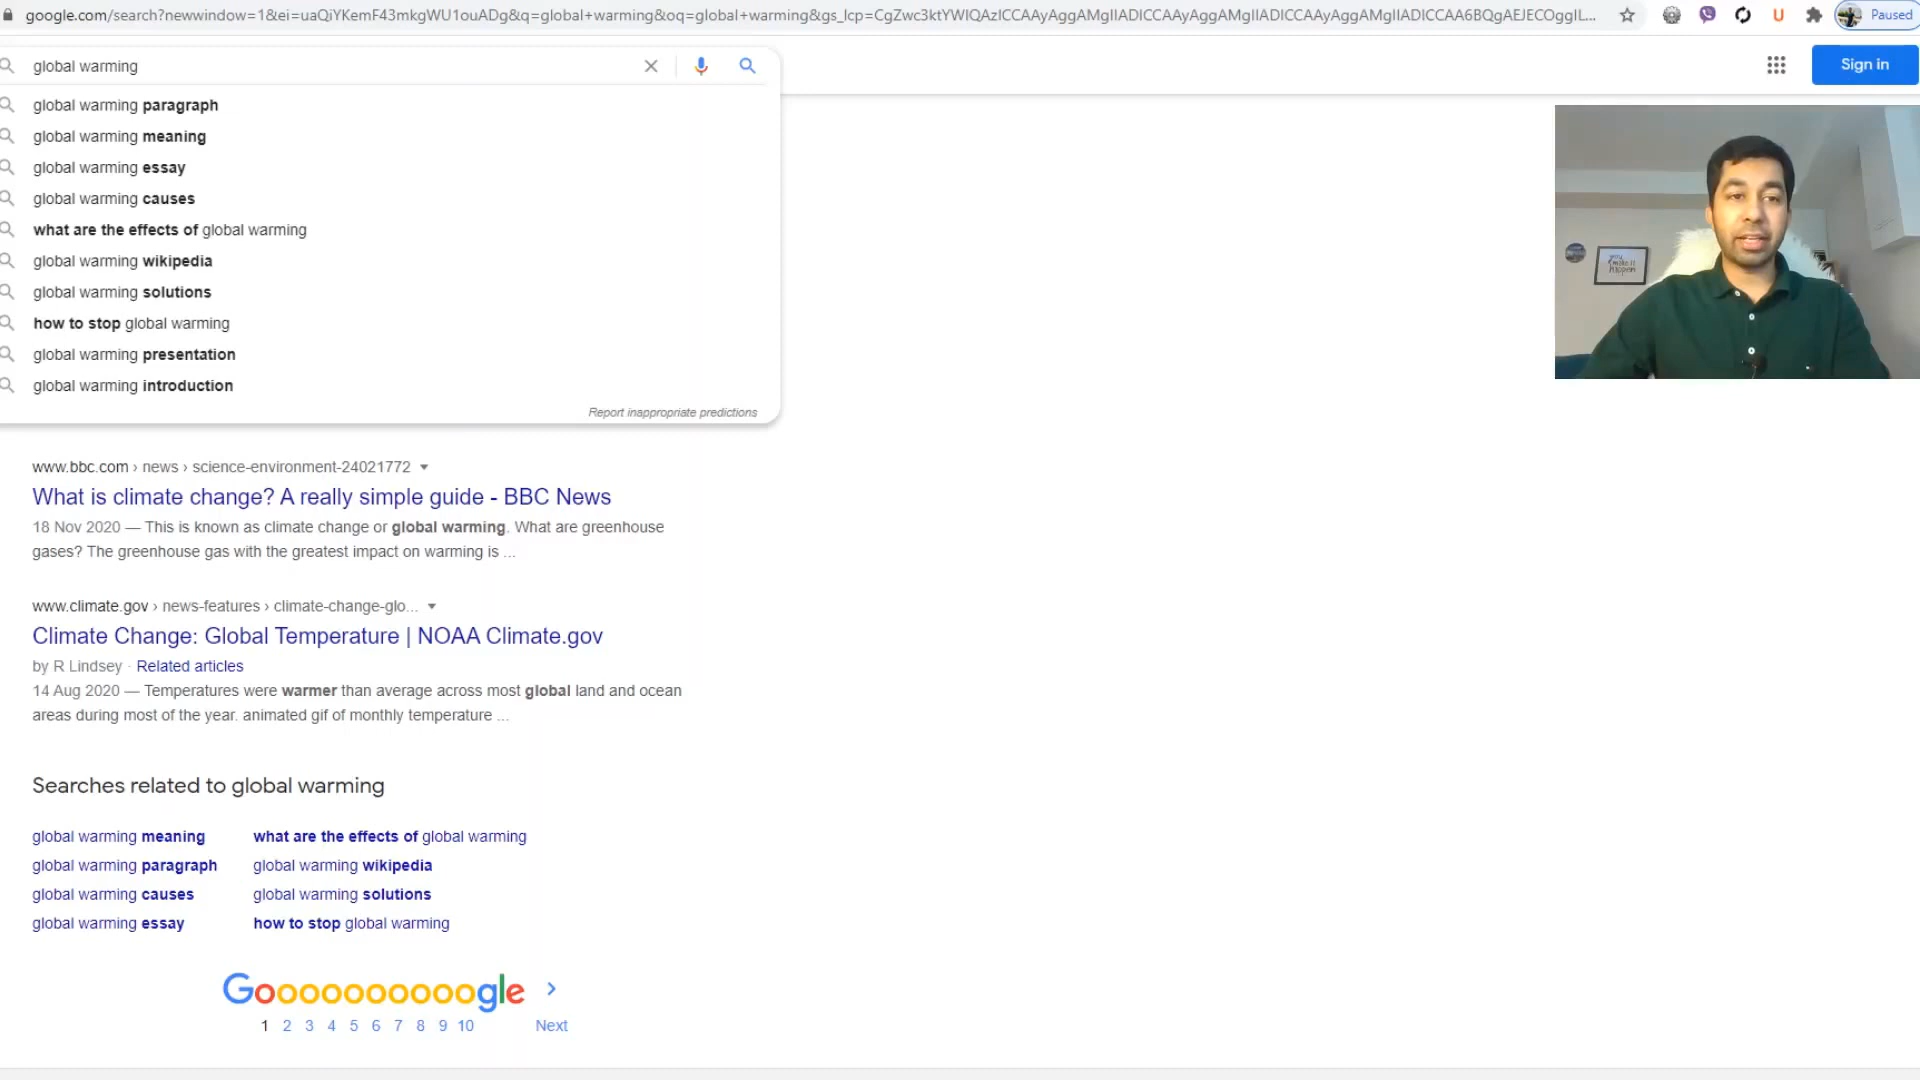 google.com/search?newwindow=1&ei=uaQiYKemF43mkgWU1ouADg&q=global+warming&oq=global+warming&gs_lcp=CgZwc3ktYWIQAzICCAAyAggAMgIIADICCAAyAggAMgIIADICCAAyAggAMgIIADICCAA6BQgAEJECOggIL...
Paused
global warming
Sign in
global warming paragraph
global warming meaning
global warming essay
global warming causes
what are the effects of global warming
global warming wikipedia
global warming solutions
how to stop global warming
global warming presentation
global warming introduction
Report inappropriate predictions
make it
happen
www.bbc.com › news › science-environment-24021772
What is climate change? A really simple guide - BBC News
18 Nov 2020 — This is known as climate change or global warming. What are greenhouse
gases? The greenhouse gas with the greatest impact on warming is ...
www.climate.gov › news-features › climate-change-glo...
Climate Change: Global Temperature | NOAA Climate.gov
by R Lindsey · Related articles
14 Aug 2020 — Temperatures were warmer than average across most global land and ocean
areas during most of the year. animated gif of monthly temperature ...
Searches related to global warming
global warming meaning
what are the effects of global warming
global warming paragraph
global warming wikipedia
global warming causes
global warming solutions
global warming essay
how to stop global warming
Goooooooooogle
1 2 3 4 5 6 7 8 9 10 Next